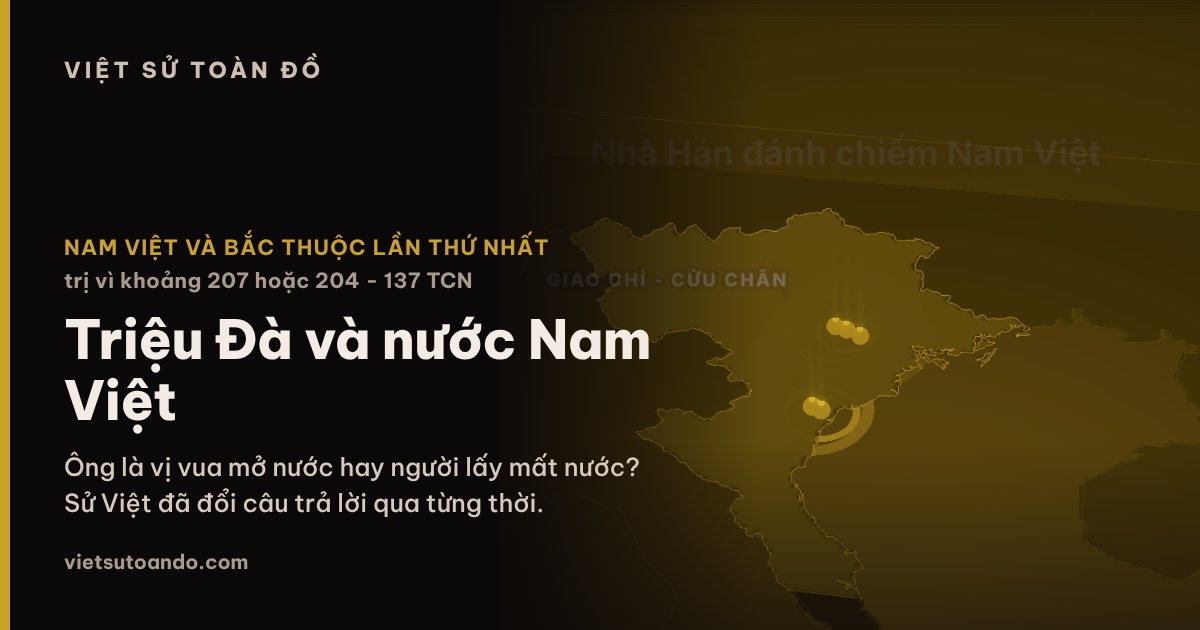 VIỆT SỬ TOÀN ĐỒ
Nhà Hán đánh chiếm Nam Việt
NAM VIỆT VÀ BẮC THUỘC LẦN THỨ NHẤT
trị vì khoảng 207 hoặc 204 - 137 TCN
GIAO CHỈ - CỬU CHÂN
Triệu Đà và nước Nam
Việt
Ông là vị vua mở nước hay người lấy mất nước?
Sử Việt đã đổi câu trả lời qua từng thời.
vietsutoando.com